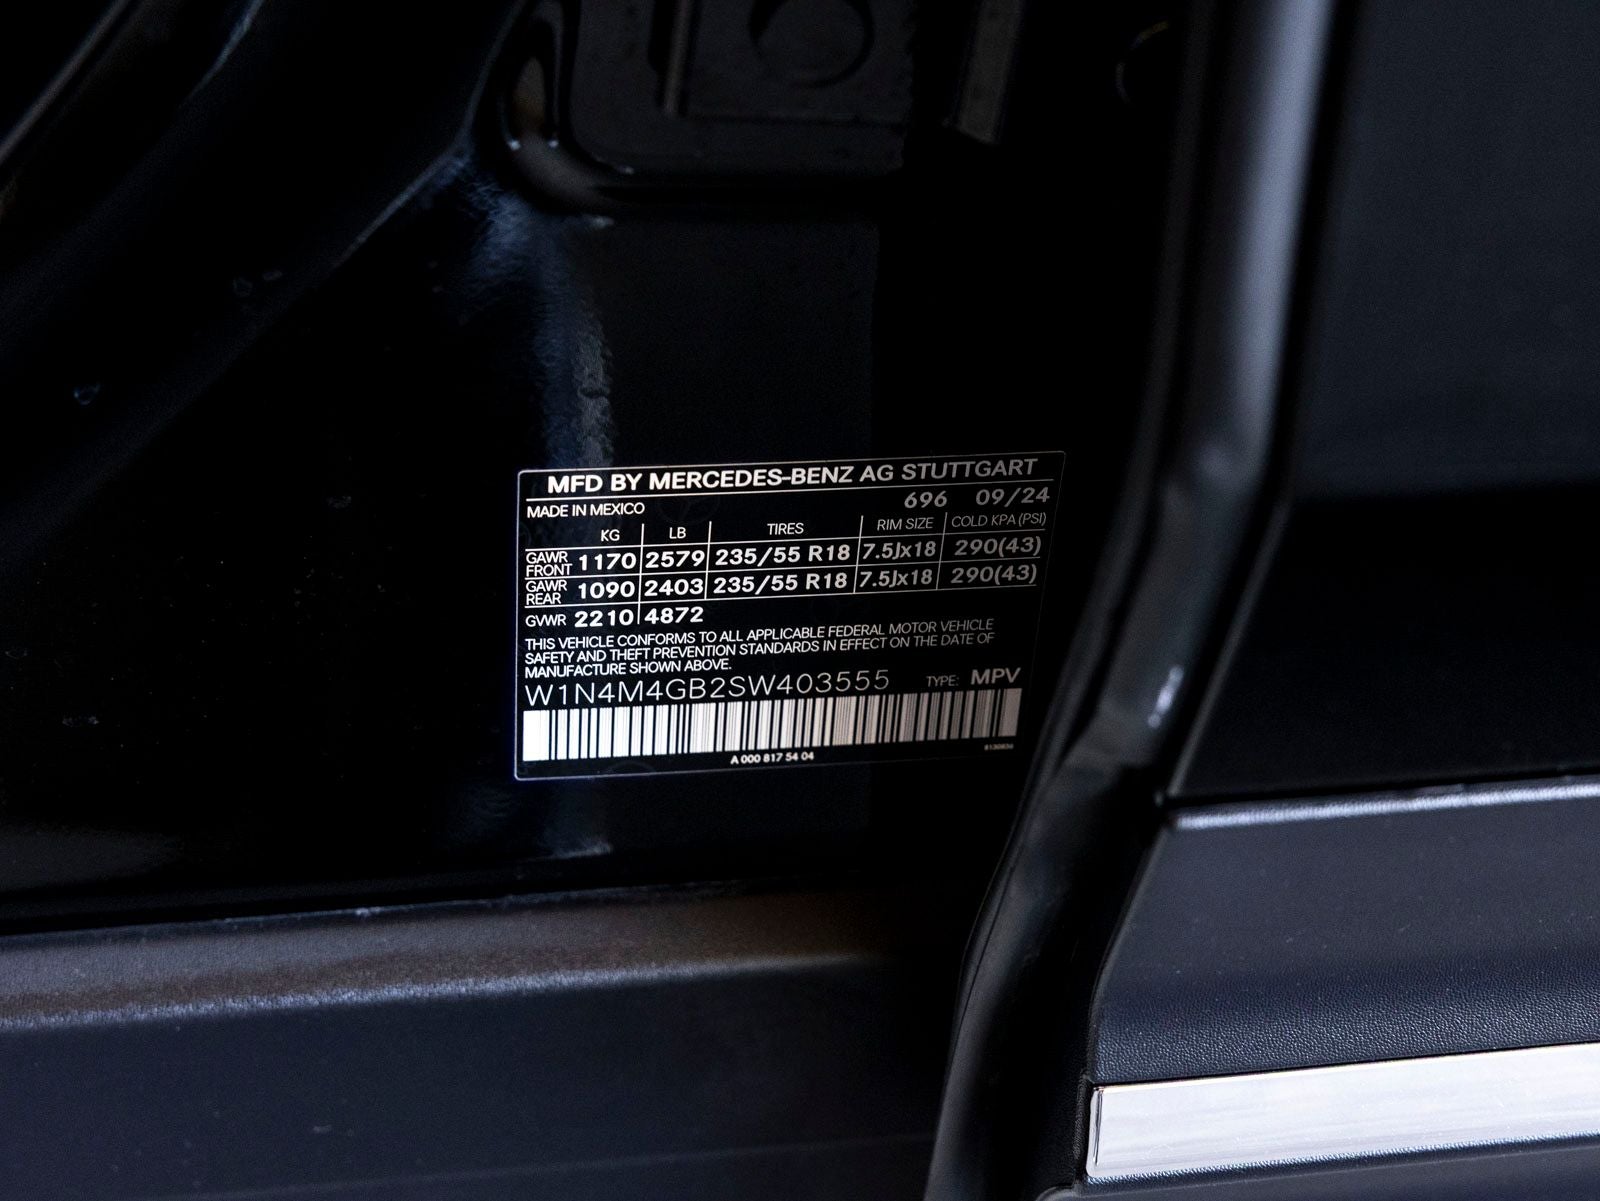 MFD BY MERCEDES-BENZ AG STUTTGART
MADE IN MEXICO 696 09/24
KG LB TIRES RIM SIZE COLD KPA (PSI)
GAWR FRONT 1170 2579 235/55 R18 7.5Jx18 290(43)
GAWR REAR 1090 2403 235/55 R18 7.5Jx18 290(43)
GVWR 2210 4872
THIS VEHICLE CONFORMS TO ALL APPLICABLE FEDERAL MOTOR VEHICLE
SAFETY AND THEFT PREVENTION STANDARDS IN EFFECT ON THE DATE OF
MANUFACTURE SHOWN ABOVE.
W1N4M4GB2SW403555 TYPE: MPV
A 000 817 54 04